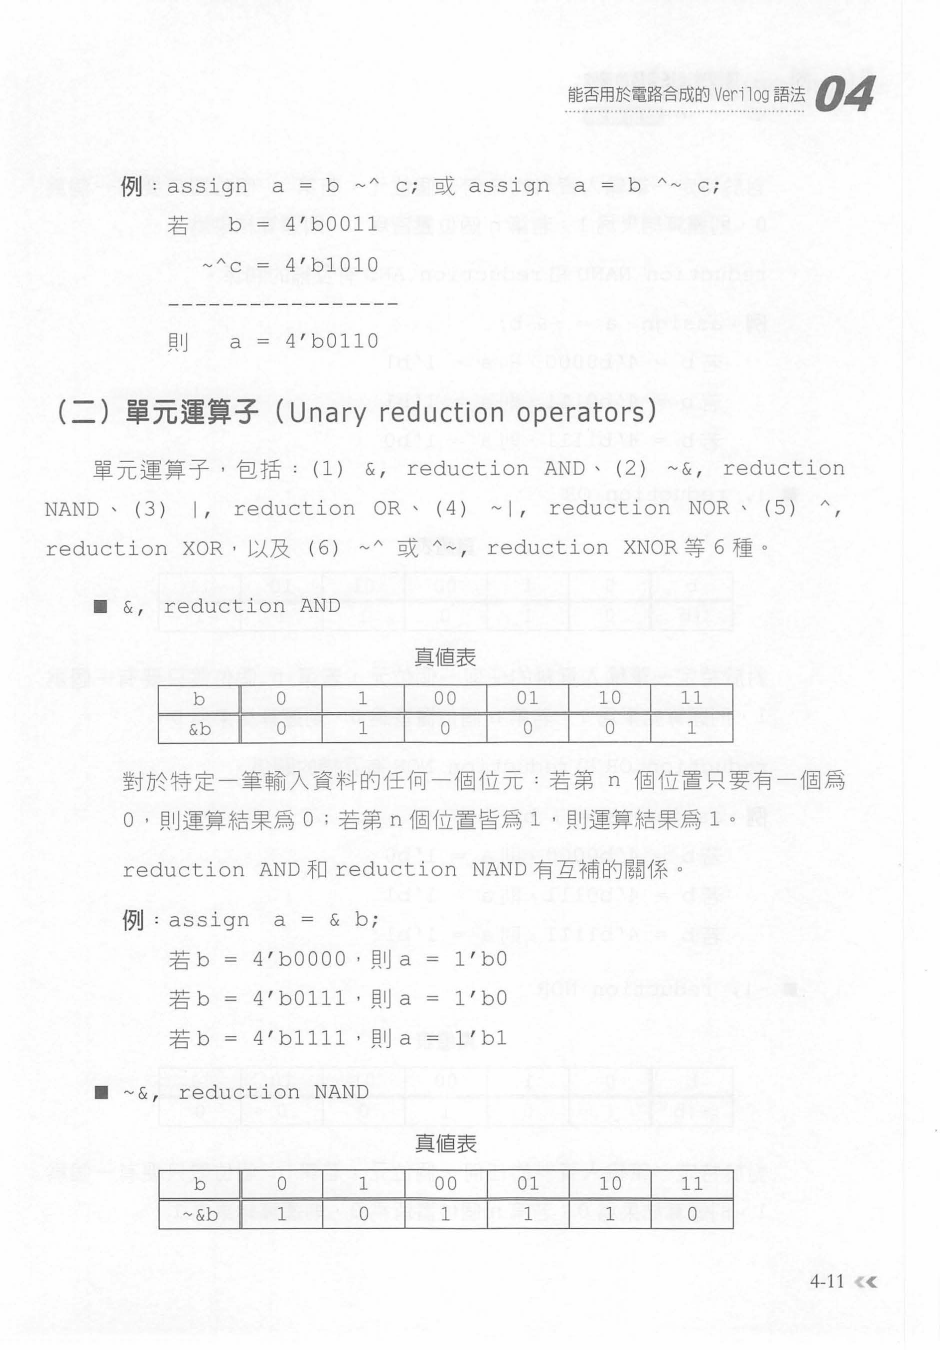 能否用於電路合成的 Verilog 語法 04
例：assign a = b ~^ c; 或 assign a = b ^~ c;
若 b = 4'b0011
~^c = 4'b1010
-----------------
則 a = 4'b0110
(二) 單元運算子 (Unary reduction operators)
單元運算子，包括：(1) &, reduction AND、(2) ~&, reduction
NAND、(3) |, reduction OR、(4) ~|, reduction NOR、(5) ^,
reduction XOR，以及 (6) ~^ 或 ^~, reduction XNOR 等 6 種。
■ &, reduction AND
真值表
b 0 1 00 01 10 11
&b 0 1 0 0 0 1
對於特定一筆輸入資料的任何一個位元：若第 n 個位置只要有一個為
0，則運算結果為 0；若第 n 個位置皆為 1，則運算結果為 1。
reduction AND 和 reduction NAND 有互補的關係。
例：assign a = & b;
若 b = 4'b0000，則 a = 1'b0
若 b = 4'b0111，則 a = 1'b0
若 b = 4'b1111，則 a = 1'b1
■ ~&, reduction NAND
真值表
b 0 1 00 01 10 11
~&b 1 0 1 1 1 0
4-11